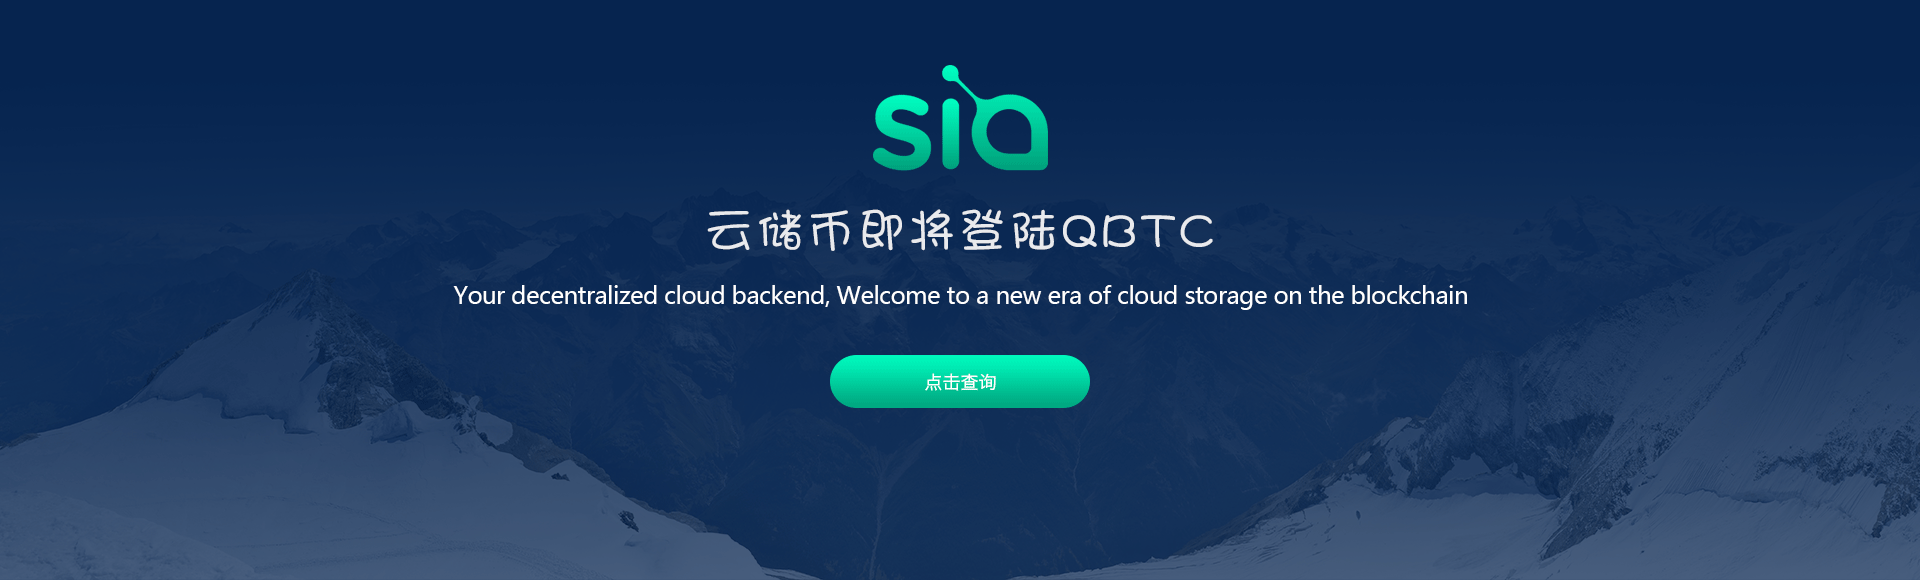 sia
云储币即将登陆QBTC
Your decentralized cloud backend, Welcome to a new era of cloud storage on the blockchain
点击查询